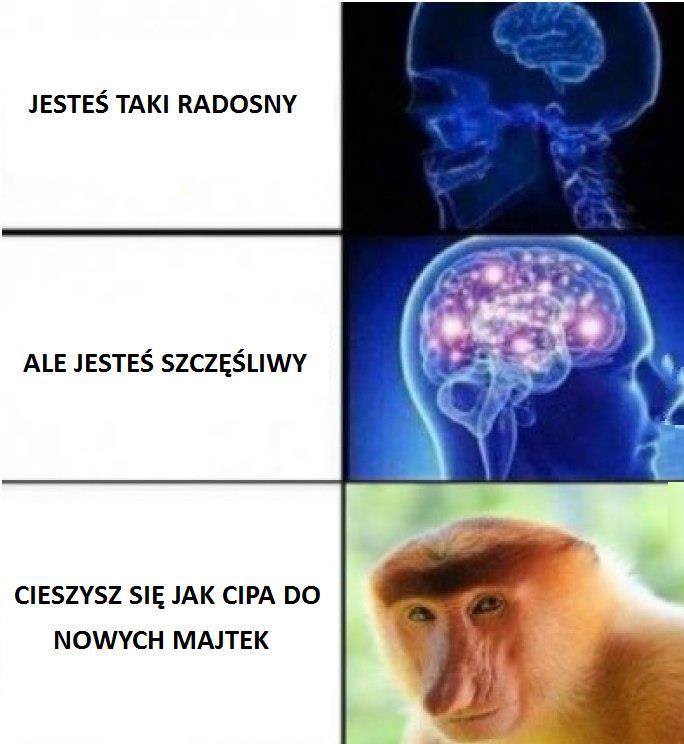 JESTEŚ TAKI RADOSNY
ALE JESTEŚ SZCZĘŚLIWY
CIESZYSZ SIĘ JAK CIPA DO
NOWYCH MAJTEK